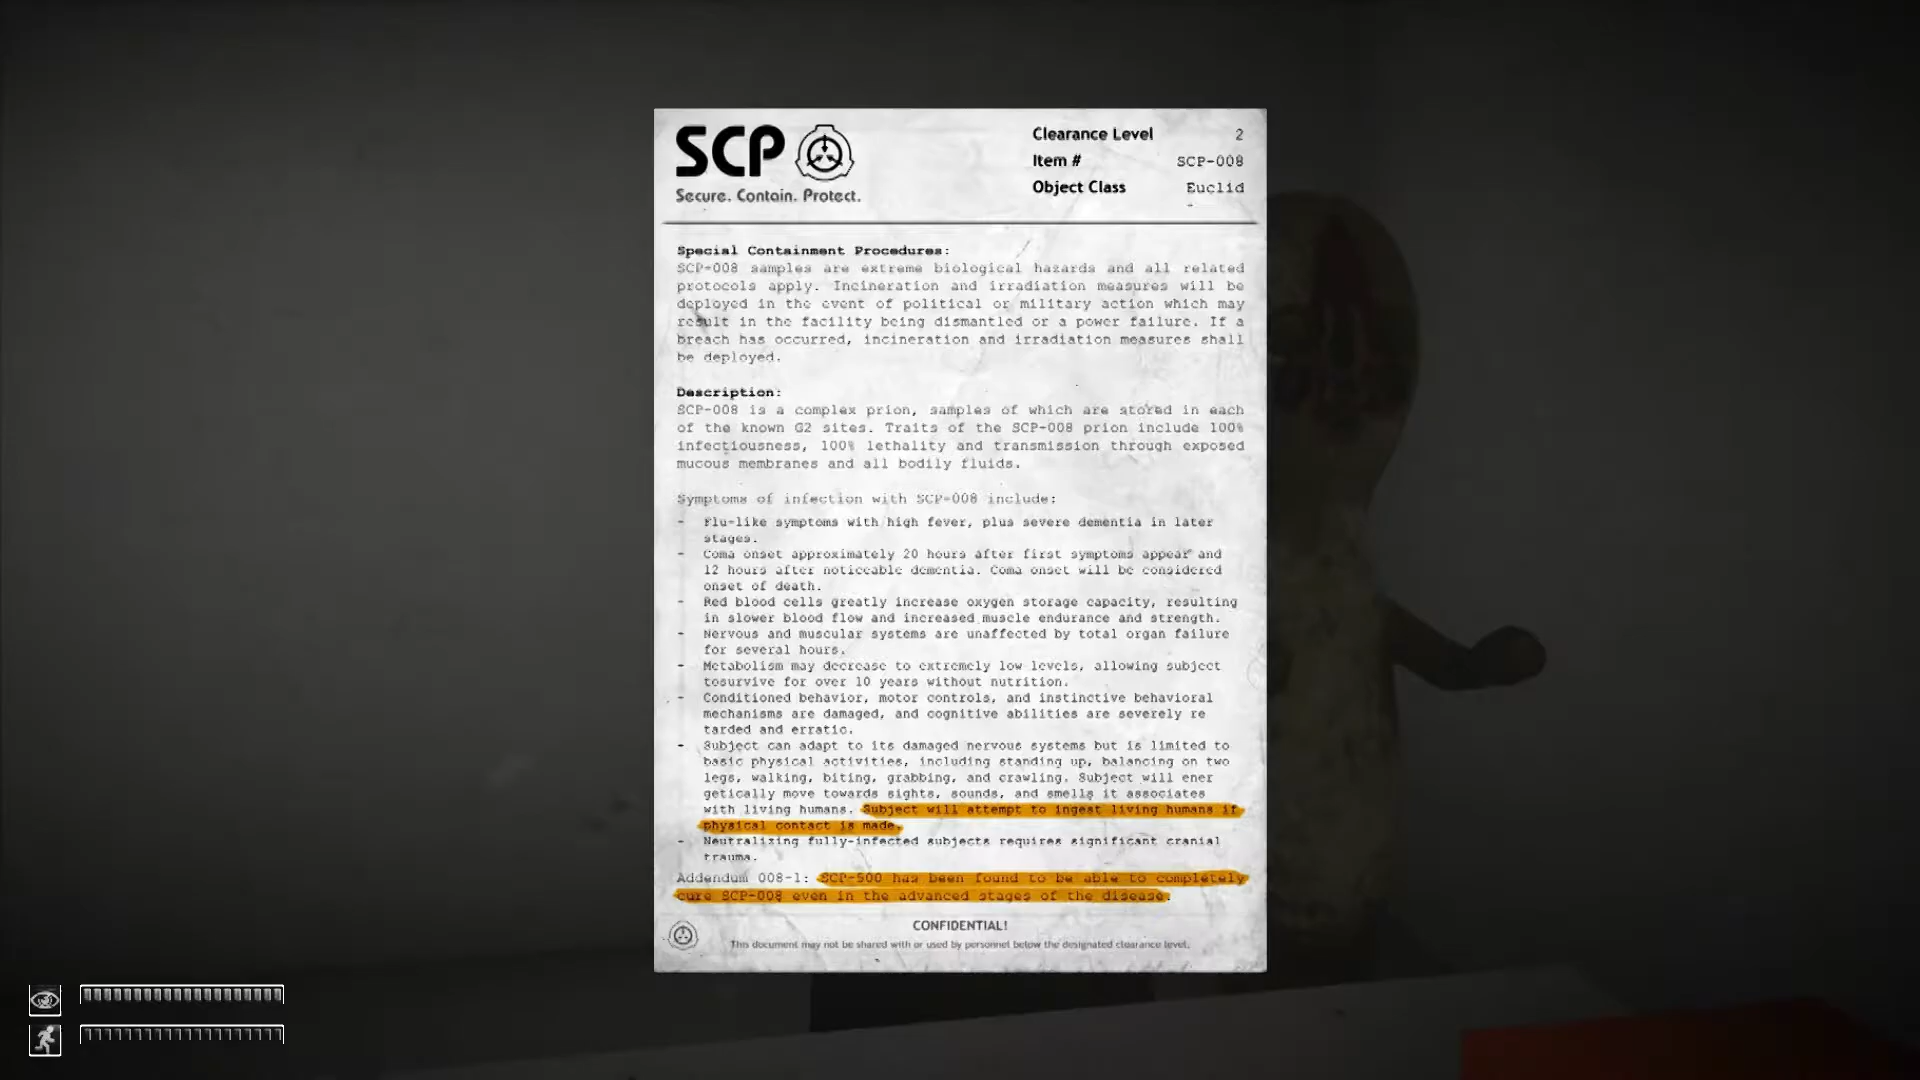 SCP
Secure. Contain. Protect.
Clearance Level 2
Item # SCP-008
Object Class Euclid
Special Containment Procedures:
SCP-008 samples are extreme biological hazards and all related
protocols apply. Incineration and irradiation measures will be
deployed in the event of political or military action which may
result in the facility being dismantled or a power failure. If a
breach has occurred, incineration and irradiation measures shall
be deployed.
Description:
SCP-008 is a complex prion, samples of which are stored in each
of the known G2 sites. Traits of the SCP-008 prion include 100%
infectiousness, 100% lethality and transmission through exposed
mucous membranes and all bodily fluids.
Symptoms of infection with SCP-008 include:
- Flu-like symptoms with high fever, plus severe dementia in later
stages.
- Coma onset approximately 20 hours after first symptoms appear and
12 hours after noticeable dementia. Coma onset will be considered
onset of death.
- Red blood cells greatly increase oxygen storage capacity, resulting
in slower blood flow and increased muscle endurance and strength.
- Nervous and muscular systems are unaffected by total organ failure
for several hours.
- Metabolism may decrease to extremely low levels, allowing subject
tosurvive for over 10 years without nutrition.
- Conditioned behavior, motor controls, and instinctive behavioral
mechanisms are damaged, and cognitive abilities are severely re
tarded and erratic.
- Subject can adapt to its damaged nervous systems but is limited to
basic physical activities, including standing up, balancing on two
legs, walking, biting, grabbing, and crawling. Subject will ener
getically move towards sights, sounds, and smells it associates
with living humans. Subject will attempt to ingest living humans if
physical contact is made.
- Neutralizing fully-infected subjects requires significant cranial
trauma.
Addendum 008-1: SCP-500 has been found to be able to completely
cure SCP-008 even in the advanced stages of the disease.
CONFIDENTIAL!
This document may not be shared with or used by personnel below the designated clearance level.